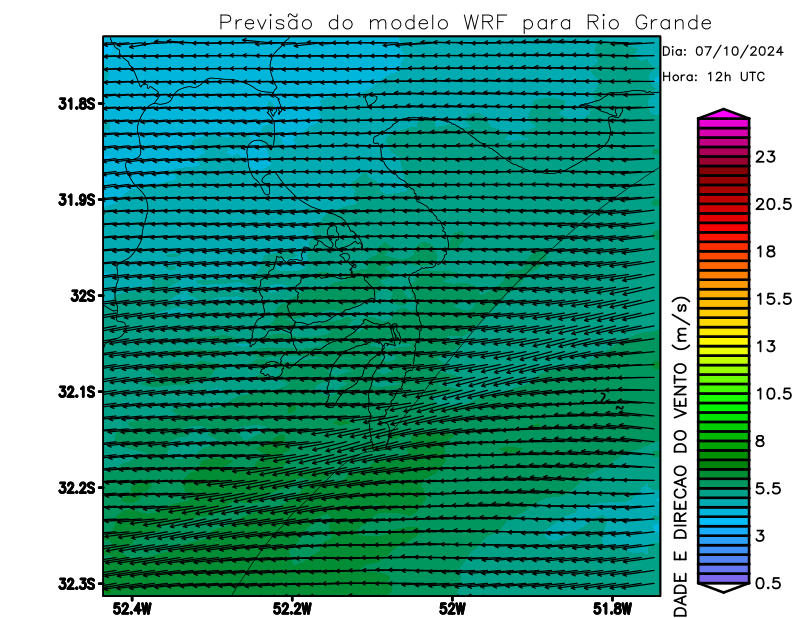 Previsão do modelo WRF para Rio Grande
Dia: 07/10/2024
Hora: 12h UTC
31.8S
31.9S
32S
32.1S
32.2S
32.3S
52.4W
52.2W
52W
51.8W
23
20.5
18
15.5
13
10.5
8
5.5
3
0.5
DADE E DIRECAO DO VENTO (m/s)